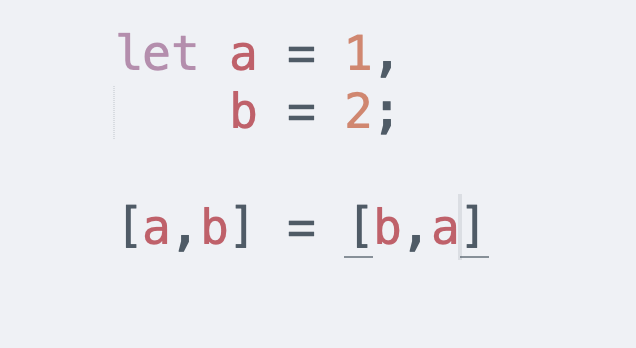 let a = 1,
    b = 2;

[a,b] = [b,a]